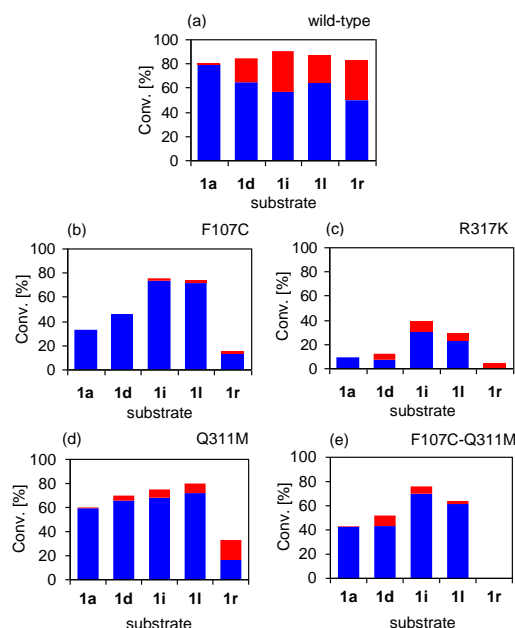 (a) wild-type
Conv. [%]
100
80
60
40
20
0
1a 1d 1i 1l 1r
substrate
(b) F107C
Conv. [%]
100
80
60
40
20
0
1a 1d 1i 1l 1r
substrate
(c) R317K
Conv. [%]
100
80
60
40
20
0
1a 1d 1i 1l 1r
substrate
(d) Q311M
Conv. [%]
100
80
60
40
20
0
1a 1d 1i 1l 1r
substrate
(e) F107C-Q311M
Conv. [%]
100
80
60
40
20
0
1a 1d 1i 1l 1r
substrate